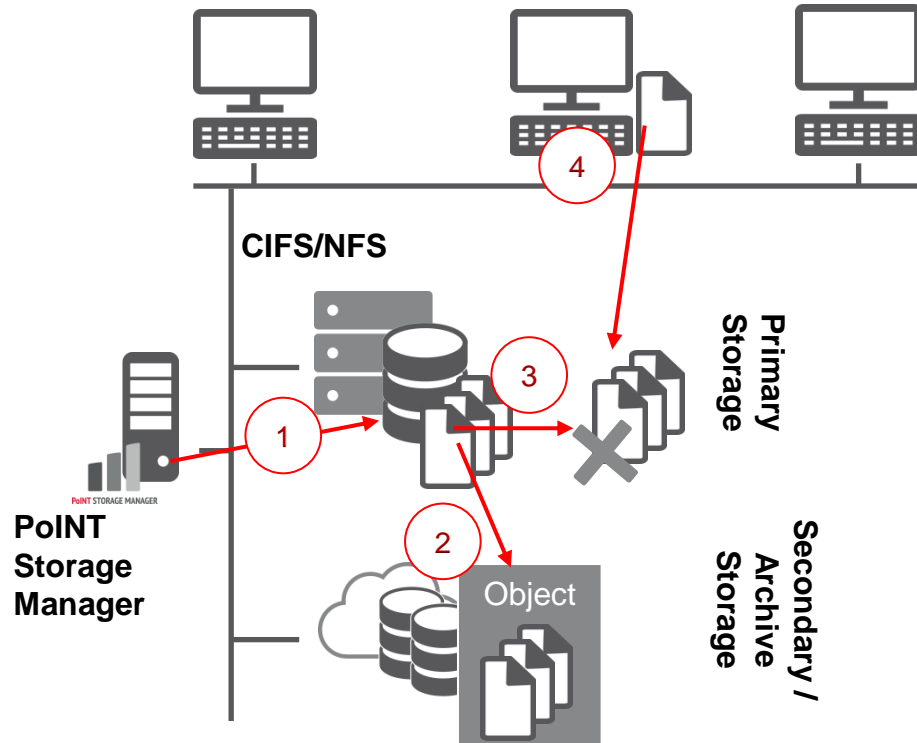 4
CIFS/NFS
Primary
Storage
3
1
PoINT STORAGE MANAGER
PoINT
Storage
Manager
2
Object
Secondary /
Archive
Storage